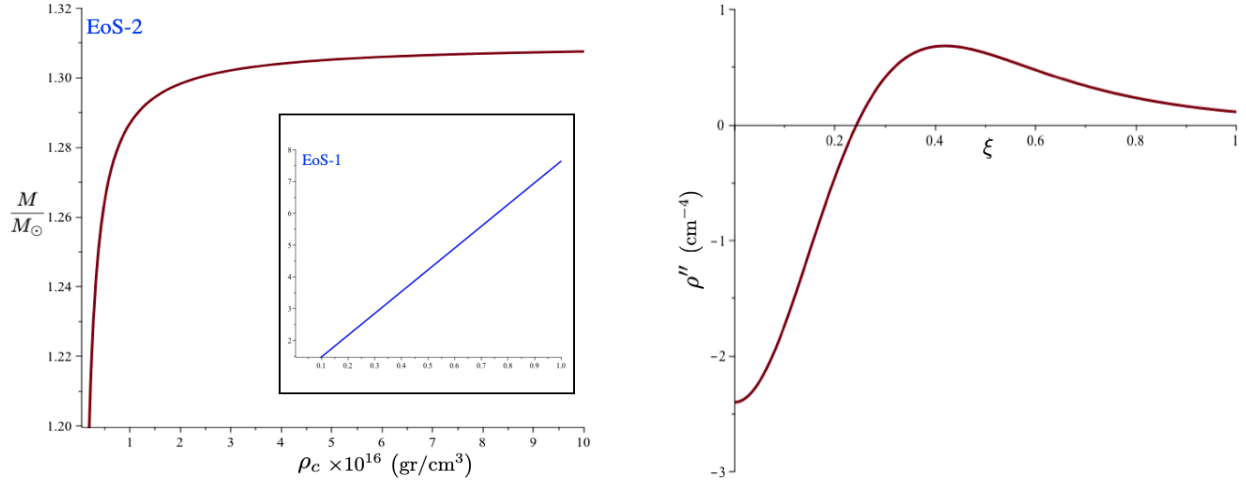 1.32
EoS-2
1.30
1.28
1.26
1.24
1.22
1.20
M
M⊙
1 2 3 4 5 6 7 8 9 10
ρc ×10^16 (gr/cm^3)
8
EoS-1
7
6
5
4
3
2
0.1 0.2 0.3 0.4 0.5 0.6 0.7 0.8 0.9 1.0
1
0
0.2 0.4 0.6 0.8 1
ξ
-1
-2
-3
ρ″ (cm^−4)